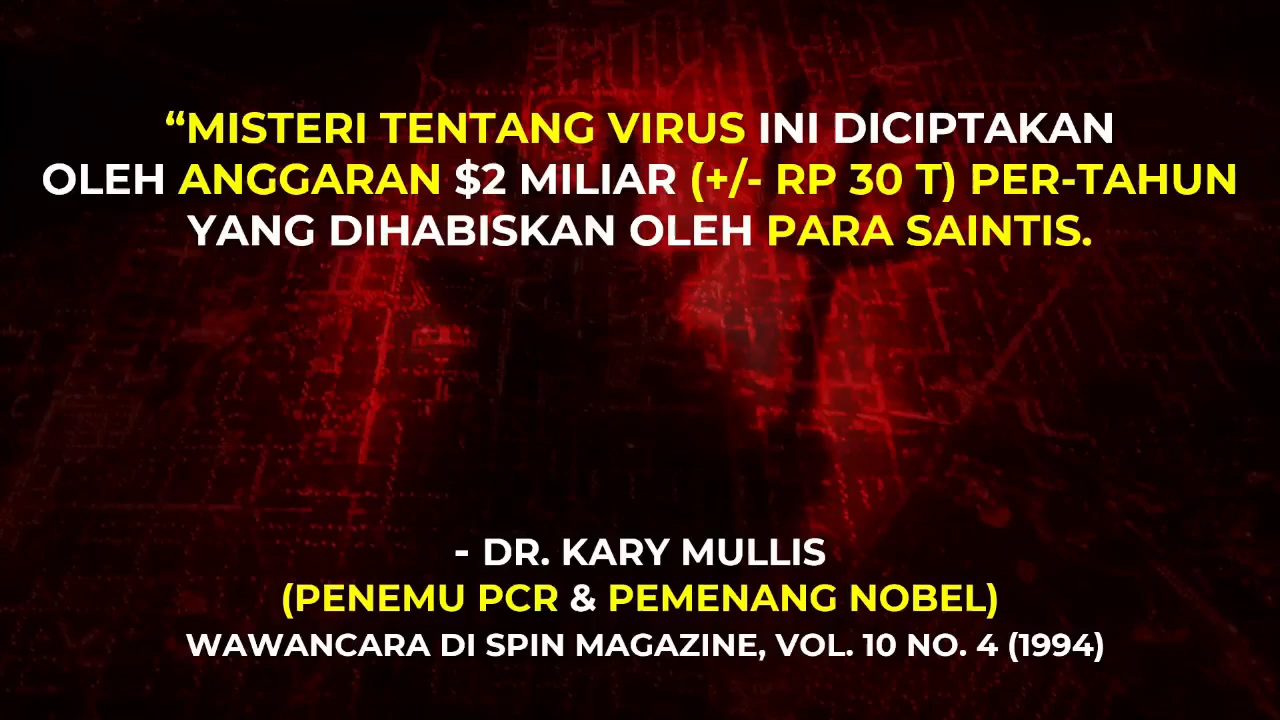 “MISTERI TENTANG VIRUS INI DICIPTAKAN
OLEH ANGGARAN $2 MILIAR (+/- RP 30 T) PER-TAHUN
YANG DIHABISKAN OLEH PARA SAINTIS.
- DR. KARY MULLIS
(PENEMU PCR & PEMENANG NOBEL)
WAWANCARA DI SPIN MAGAZINE, VOL. 10 NO. 4 (1994)